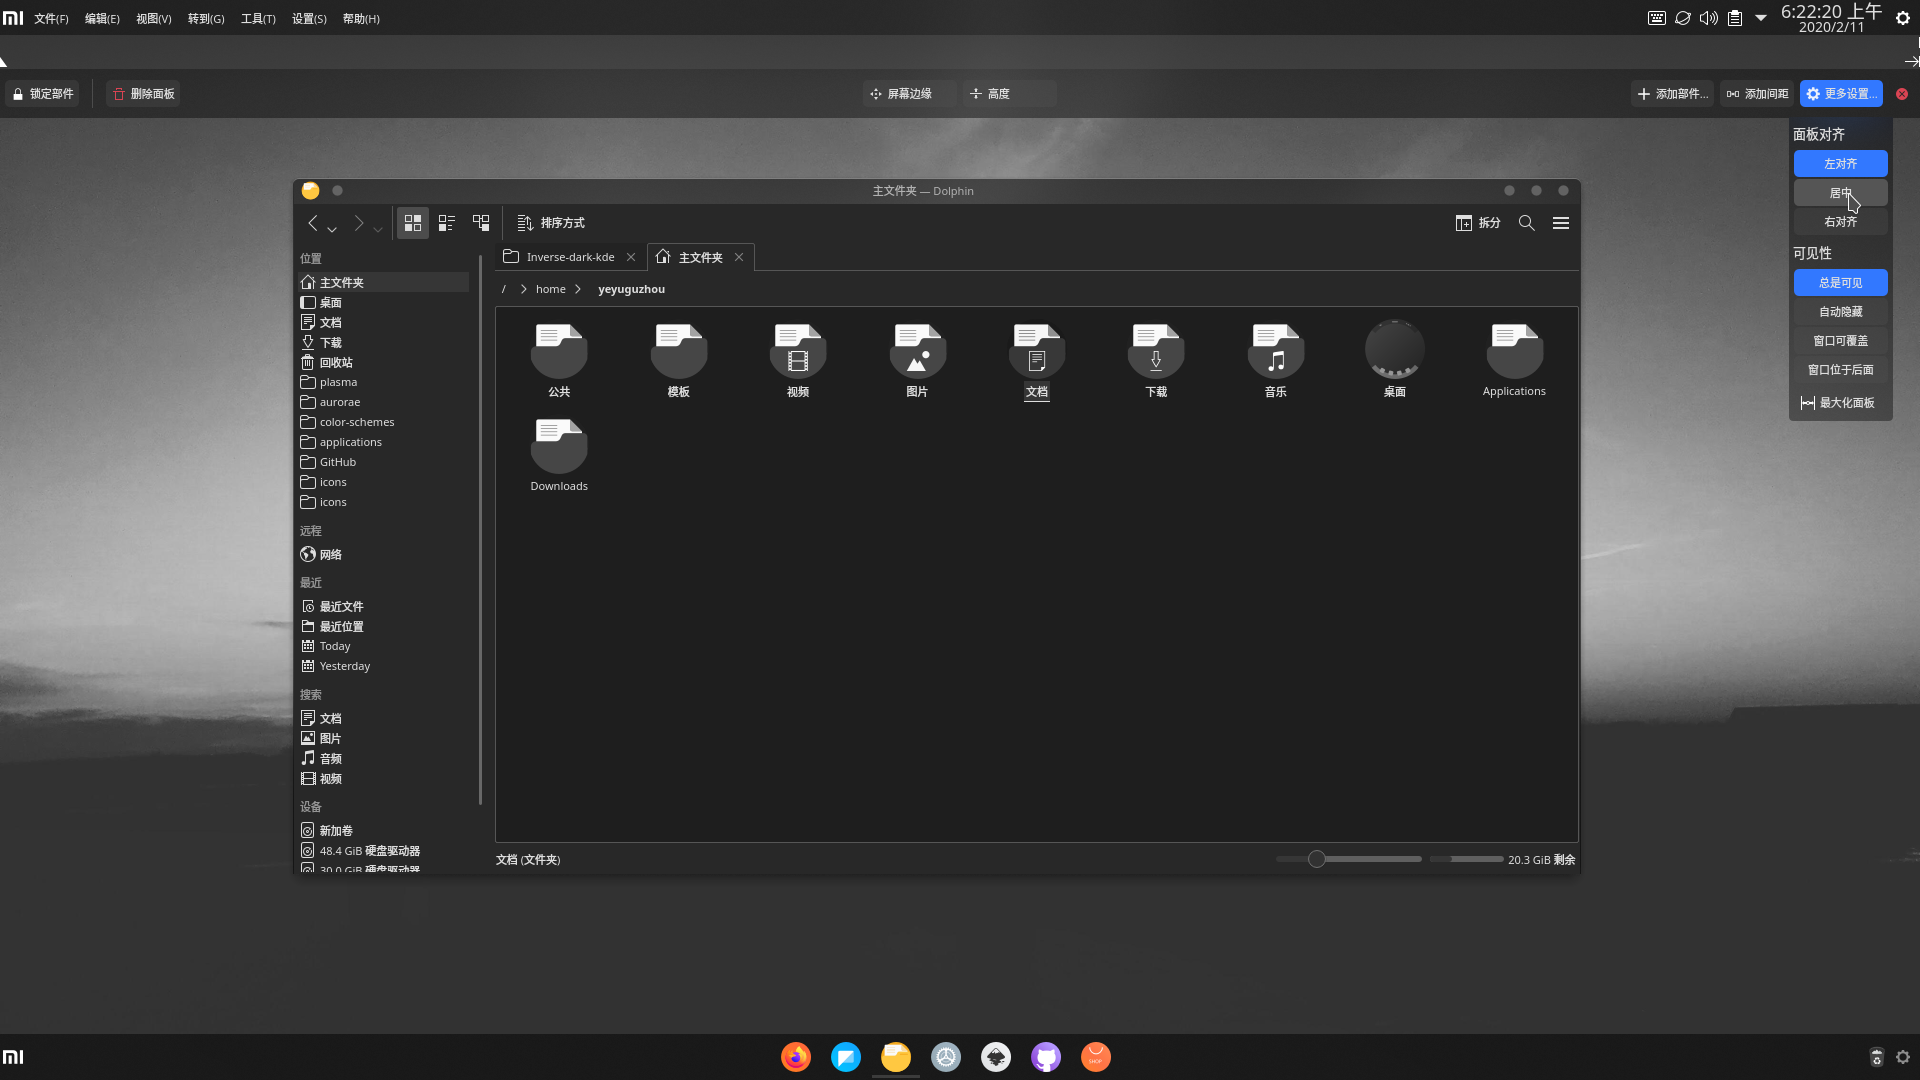 文件(F) 编辑(E) 视图(V) 转到(G) 工具(T) 设置(S) 帮助(H)
6:22:20 上午
2020/2/11
锁定部件 删除面板 屏幕边缘 高度 添加部件... 添加间距 更多设置...
面板对齐
左对齐
居中
右对齐
可见性
总是可见
自动隐藏
窗口可覆盖
窗口位于后面
最大化面板
主文件夹 — Dolphin
排序方式 拆分
Inverse-dark-kde 主文件夹
/ home yeyuguzhou
位置
主文件夹
桌面
文档
下载
回收站
plasma
aurorae
color-schemes
applications
GitHub
icons
icons
远程
网络
最近
最近文件
最近位置
Today
Yesterday
搜索
文档
图片
音频
视频
设备
新加卷
48.4 GiB 硬盘驱动器
30.0 GiB 硬盘驱动器
公共 模板 视频 图片 文档 下载 音乐 桌面 Applications
Downloads
文档 (文件夹) 20.3 GiB 剩余
SHOP